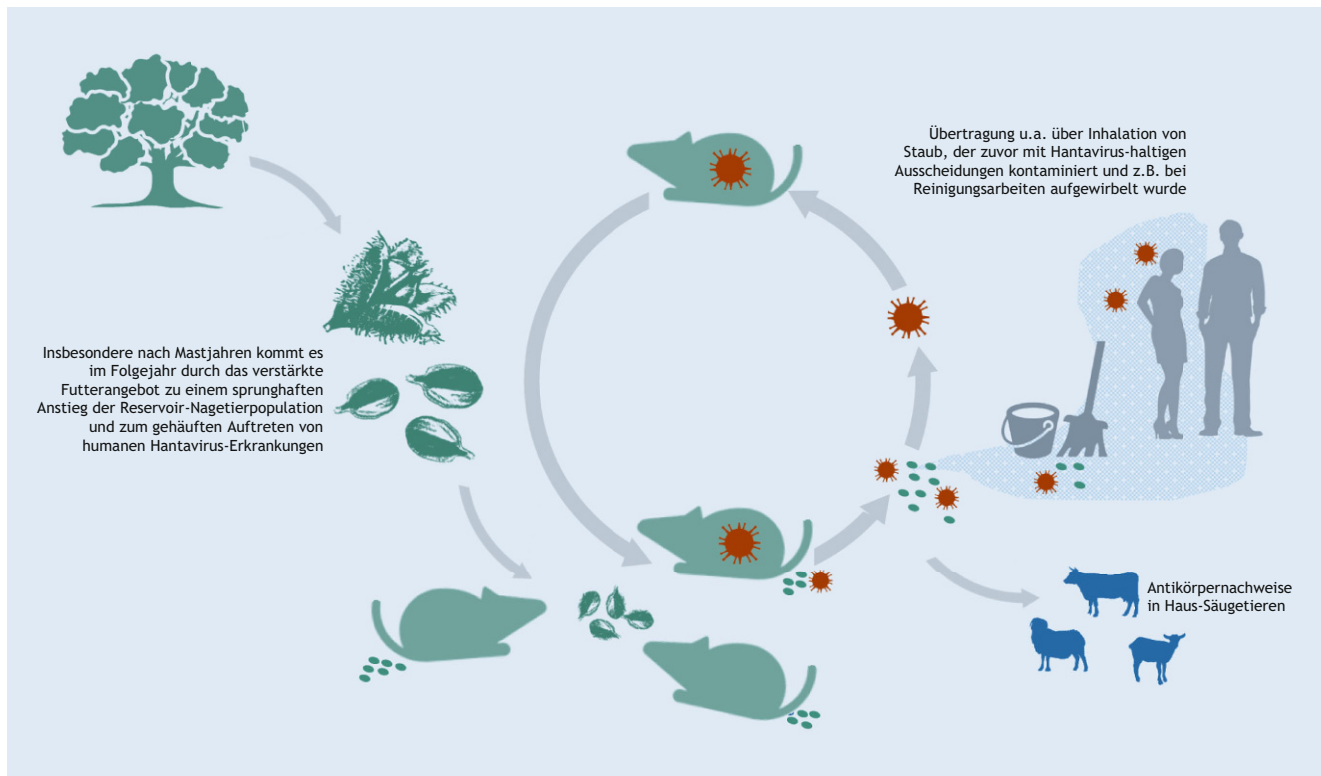 Übertragung u.a. über Inhalation von
Staub, der zuvor mit Hantavirus-haltigen
Ausscheidungen kontaminiert und z.B. bei
Reinigungsarbeiten aufgewirbelt wurde
Insbesondere nach Mastjahren kommt es
im Folgejahr durch das verstärkte
Futterangebot zu einem sprunghaften
Anstieg der Reservoir-Nagetierpopulation
und zum gehäuften Auftreten von
humanen Hantavirus-Erkrankungen
Antikörpernachweise
in Haus-Säugetieren